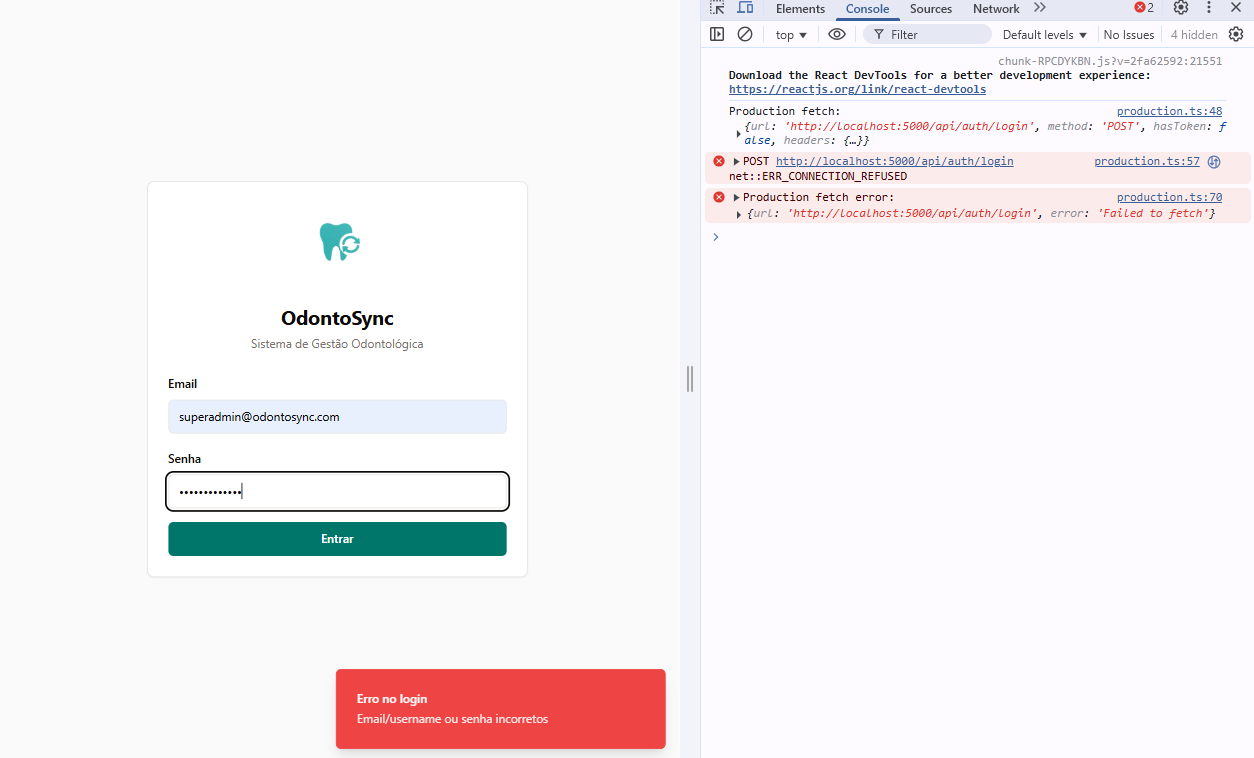 OdontoSync
Sistema de Gestão Odontológica
Email
superadmin@odontosync.com
Senha
•••••••••••••
Entrar
Erro no login
Email/username ou senha incorretos
Elements Console Sources Network 2
top Filter Default levels No Issues 4 hidden
chunk-RPCDYKBN.js?v=2fa62592:21551
Download the React DevTools for a better development experience:
https://reactjs.org/link/react-devtools
Production fetch: production.ts:48
{url: 'http://localhost:5000/api/auth/login', method: 'POST', hasToken: f
alse, headers: {…}}
POST http://localhost:5000/api/auth/login production.ts:57
net::ERR_CONNECTION_REFUSED
Production fetch error: production.ts:70
{url: 'http://localhost:5000/api/auth/login', error: 'Failed to fetch'}